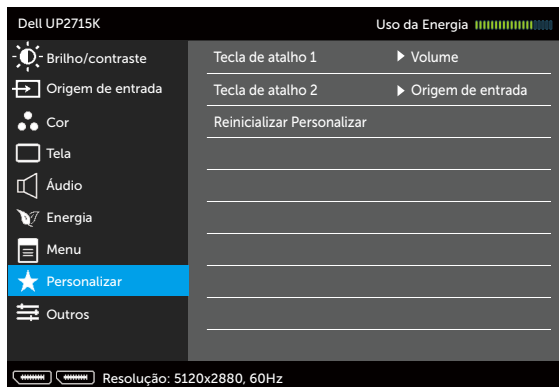 Dell UP2715K
Uso da Energia
Brilho/contraste
Origem de entrada
Cor
Tela
Áudio
Energia
Menu
Personalizar
Outros
Tecla de atalho 1 Volume
Tecla de atalho 2 Origem de entrada
Reinicializar Personalizar
Resolução: 5120x2880, 60Hz